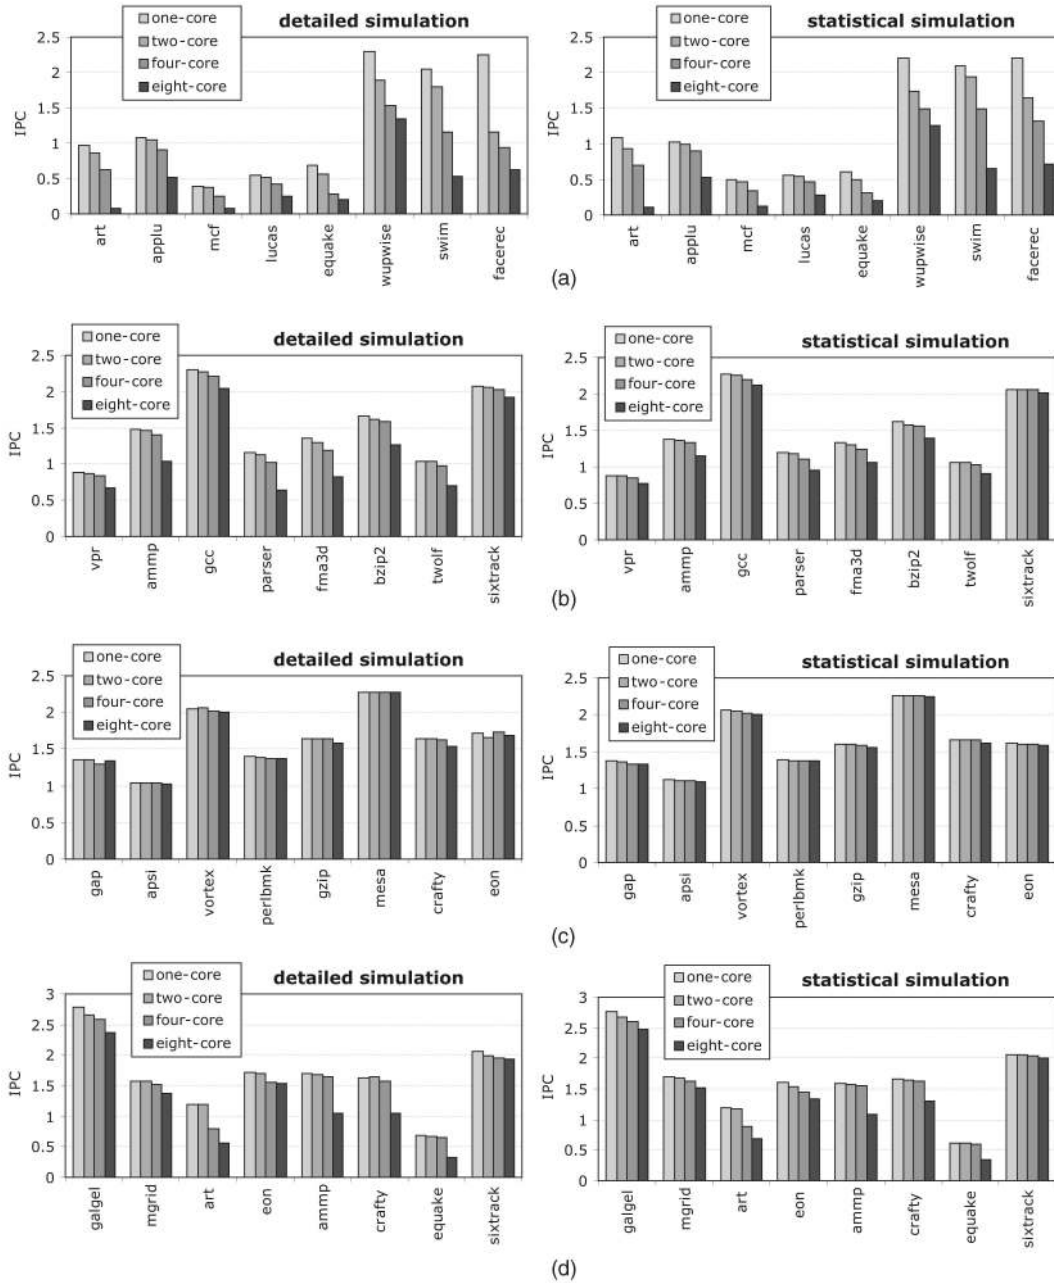 detailed simulation
one-core
two-core
four-core
eight-core
2.5
2
1.5
1
0.5
0
IPC
art
applu
mcf
lucas
equake
wupwise
swim
facerec
statistical simulation
one-core
two-core
four-core
eight-core
2.5
2
1.5
1
0.5
0
IPC
art
applu
mcf
lucas
equake
wupwise
swim
facerec
(a)
detailed simulation
one-core
two-core
four-core
eight-core
2.5
2
1.5
1
0.5
0
IPC
vpr
ammp
gcc
parser
fma3d
bzip2
twolf
sixtrack
statistical simulation
one-core
two-core
four-core
eight-core
2.5
2
1.5
1
0.5
0
IPC
vpr
ammp
gcc
parser
fma3d
bzip2
twolf
sixtrack
(b)
detailed simulation
one-core
two-core
four-core
eight-core
2.5
2
1.5
1
0.5
0
IPC
gap
apsi
vortex
perlbmk
gzip
mesa
crafty
eon
statistical simulation
one-core
two-core
four-core
eight-core
2.5
2
1.5
1
0.5
0
IPC
gap
apsi
vortex
perlbmk
gzip
mesa
crafty
eon
(c)
detailed simulation
one-core
two-core
four-core
eight-core
3
2.5
2
1.5
1
0.5
0
IPC
galgel
mgrid
art
eon
ammp
crafty
equake
sixtrack
statistical simulation
one-core
two-core
four-core
eight-core
3
2.5
2
1.5
1
0.5
0
IPC
galgel
mgrid
art
eon
ammp
crafty
equake
sixtrack
(d)